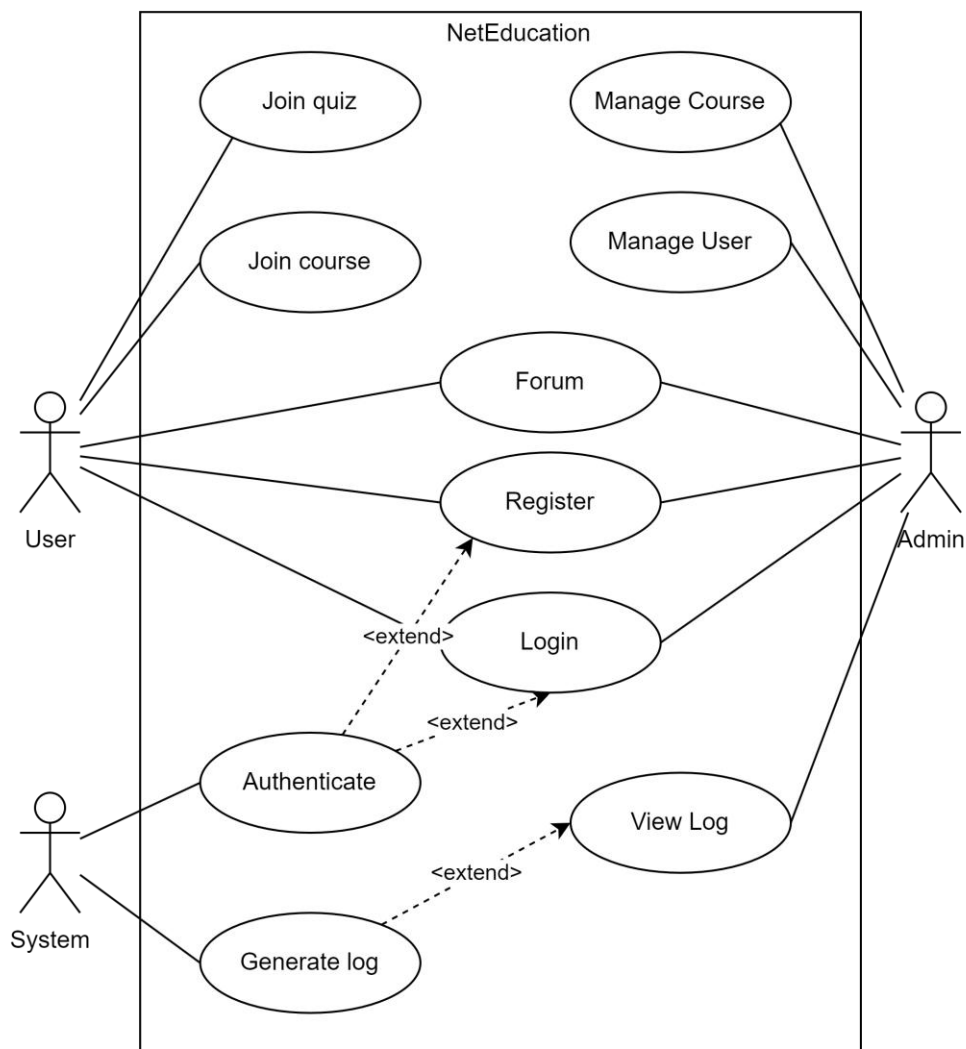 NetEducation
Join quiz
Manage Course
Manage User
Join course
Forum
Register
User
Admin
<extend>
Login
<extend>
Authenticate
View Log
<extend>
System
Generate log